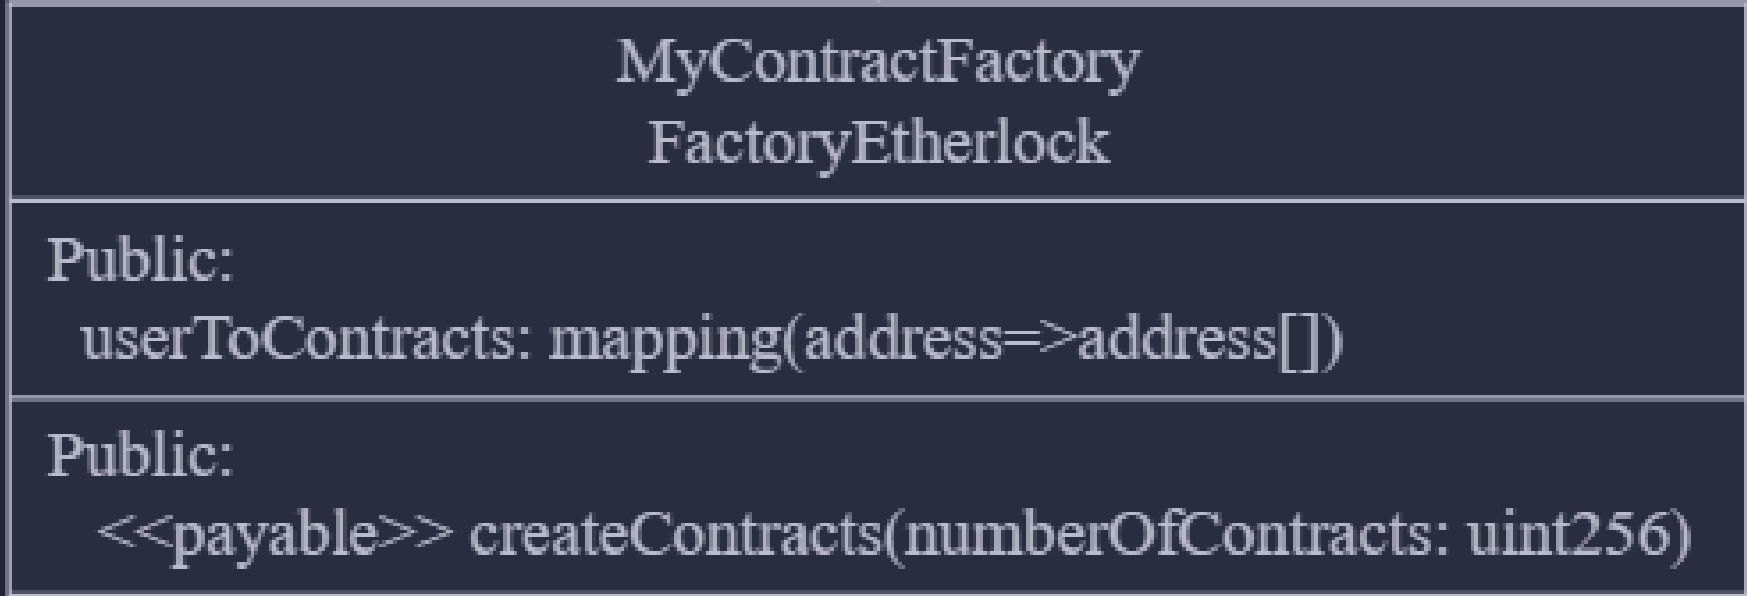 MyContractFactory
FactoryEtherlock
Public:
userToContracts: mapping(address=>address[])
Public:
<<payable>> createContracts(numberOfContracts: uint256)